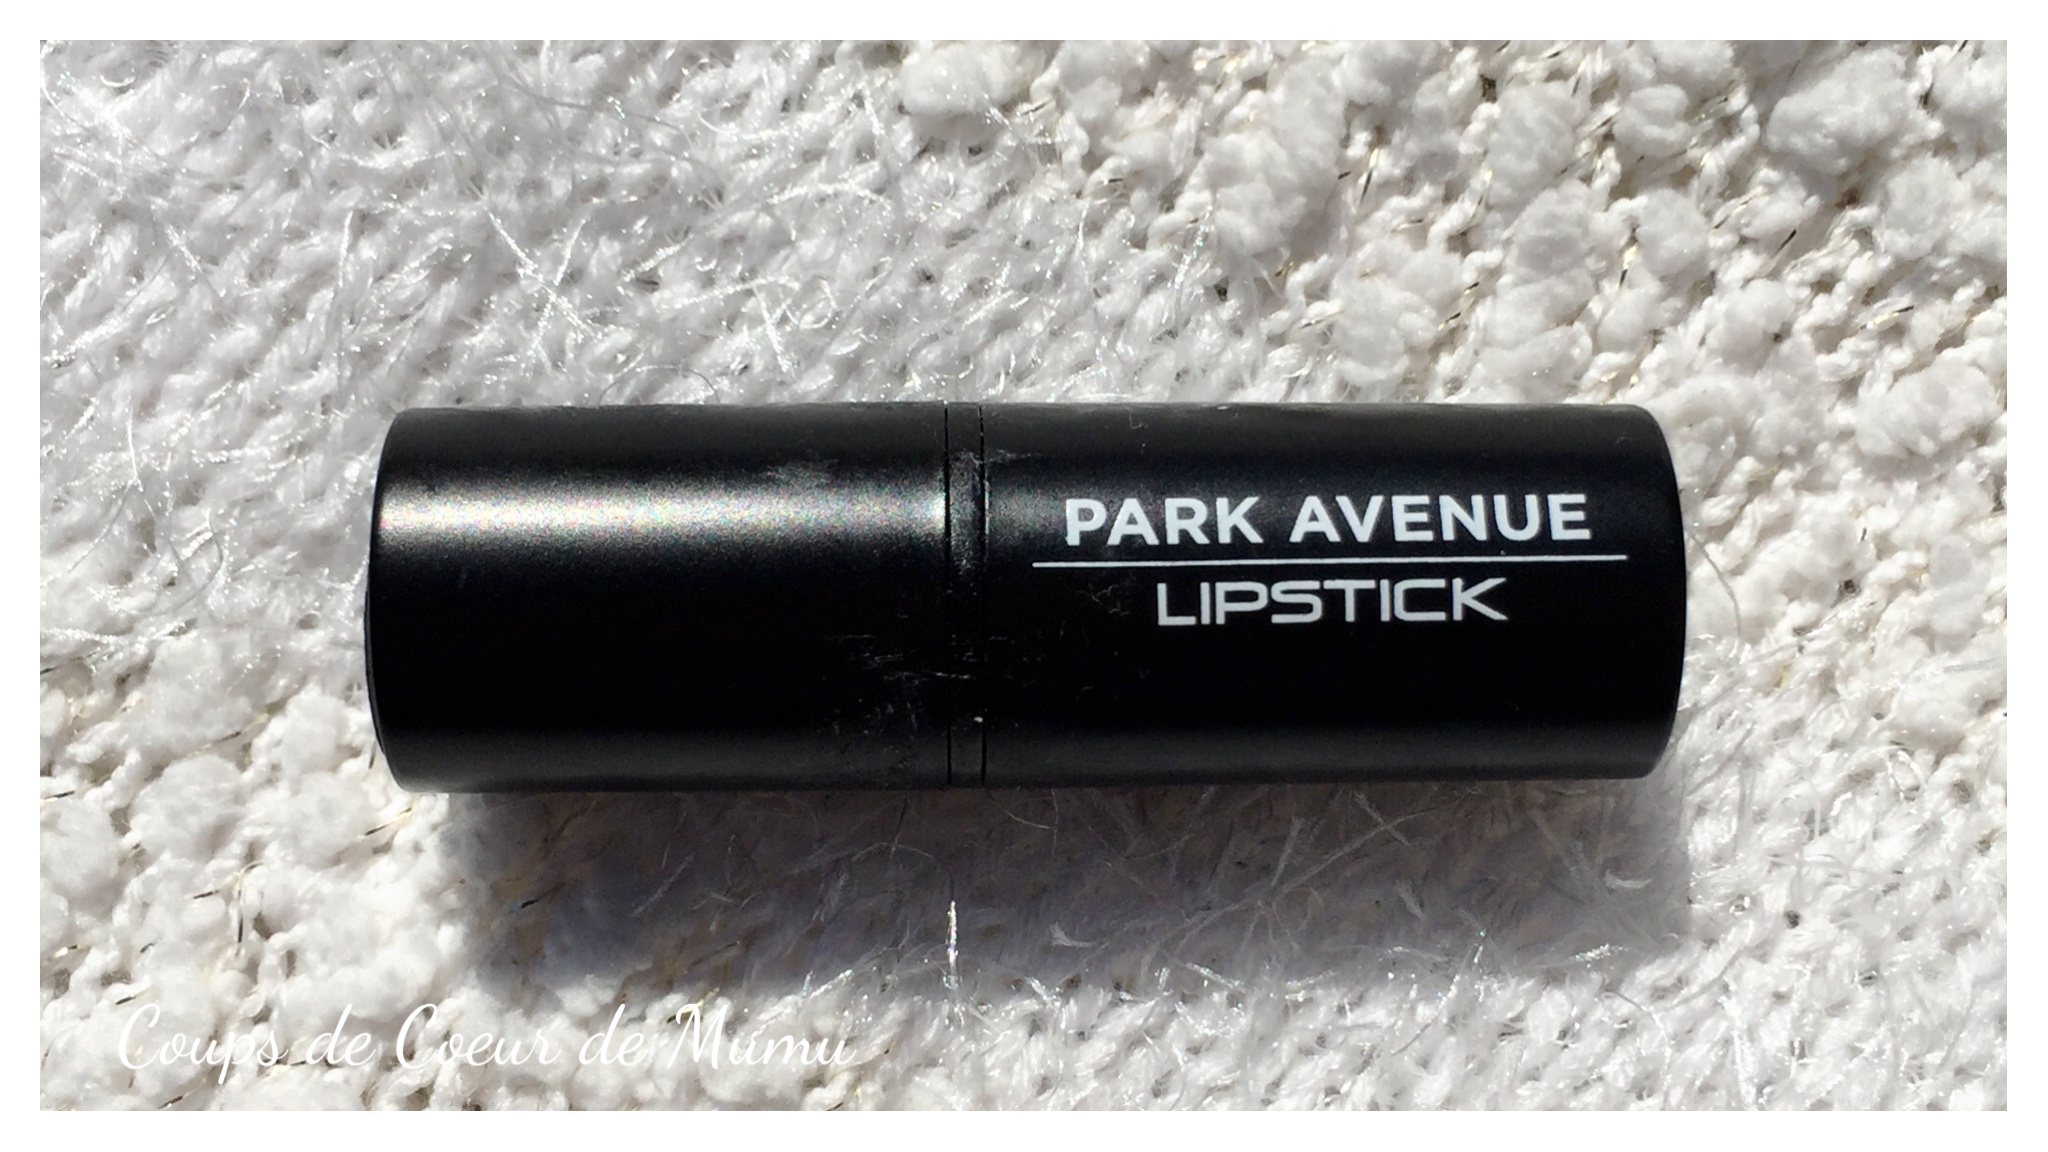 PARK AVENUE
LIPSTICK
Coups de Coeur de Mumu